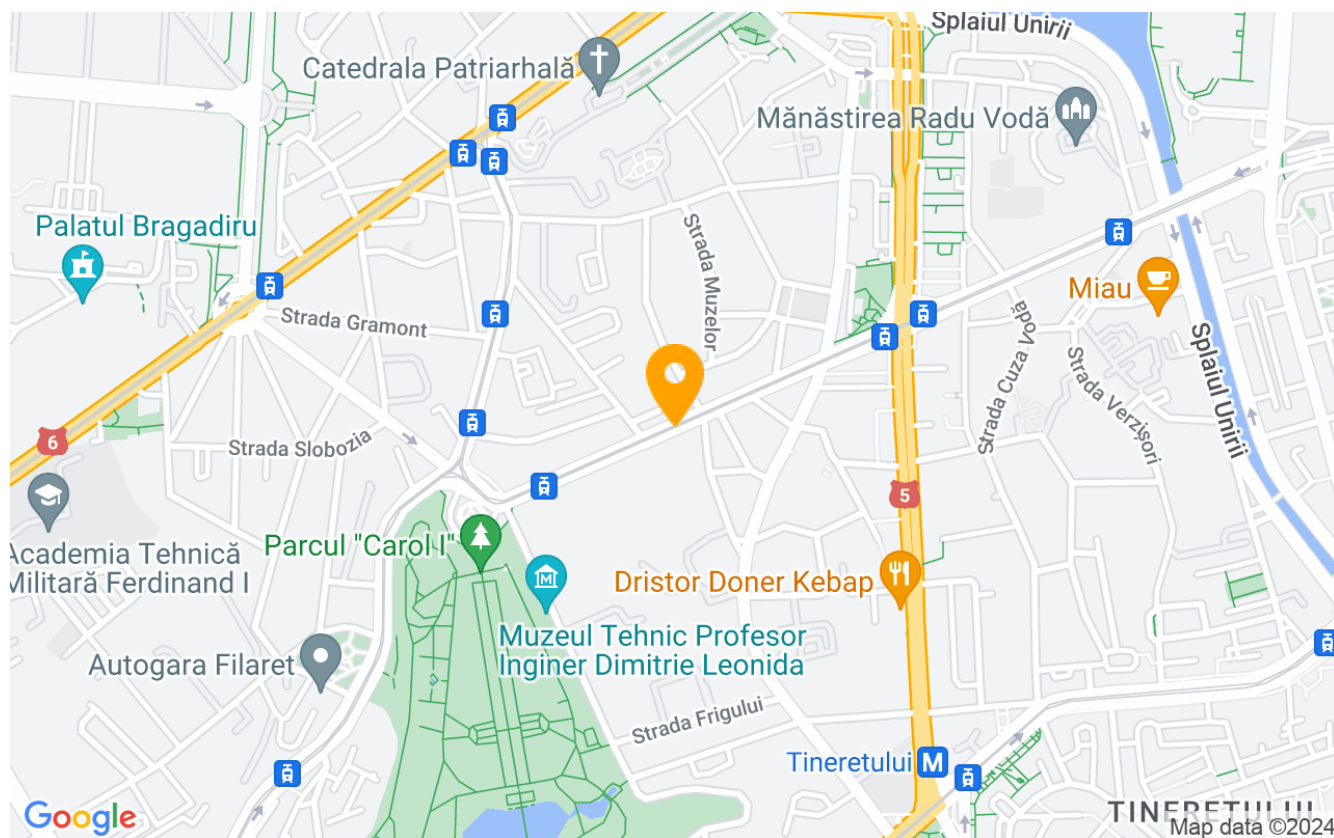 Splaiul Unirii
Catedrala Patriarhală
Mănăstirea Radu Vodă
Palatul Bragadiru
Strada Muzelor
Miau
Strada Gramont
Strada Cuza Vodă
Splaiul Unirii
Strada Verzișori
Strada Slobozia
6
5
Academia Tehnică
Militară Ferdinand I
Parcul "Carol I"
Dristor Doner Kebap
Muzeul Tehnic Profesor
Inginer Dimitrie Leonida
Autogara Filaret
Strada Frigului
Tineretului M
TINERETULUI
Google
Map data ©2024